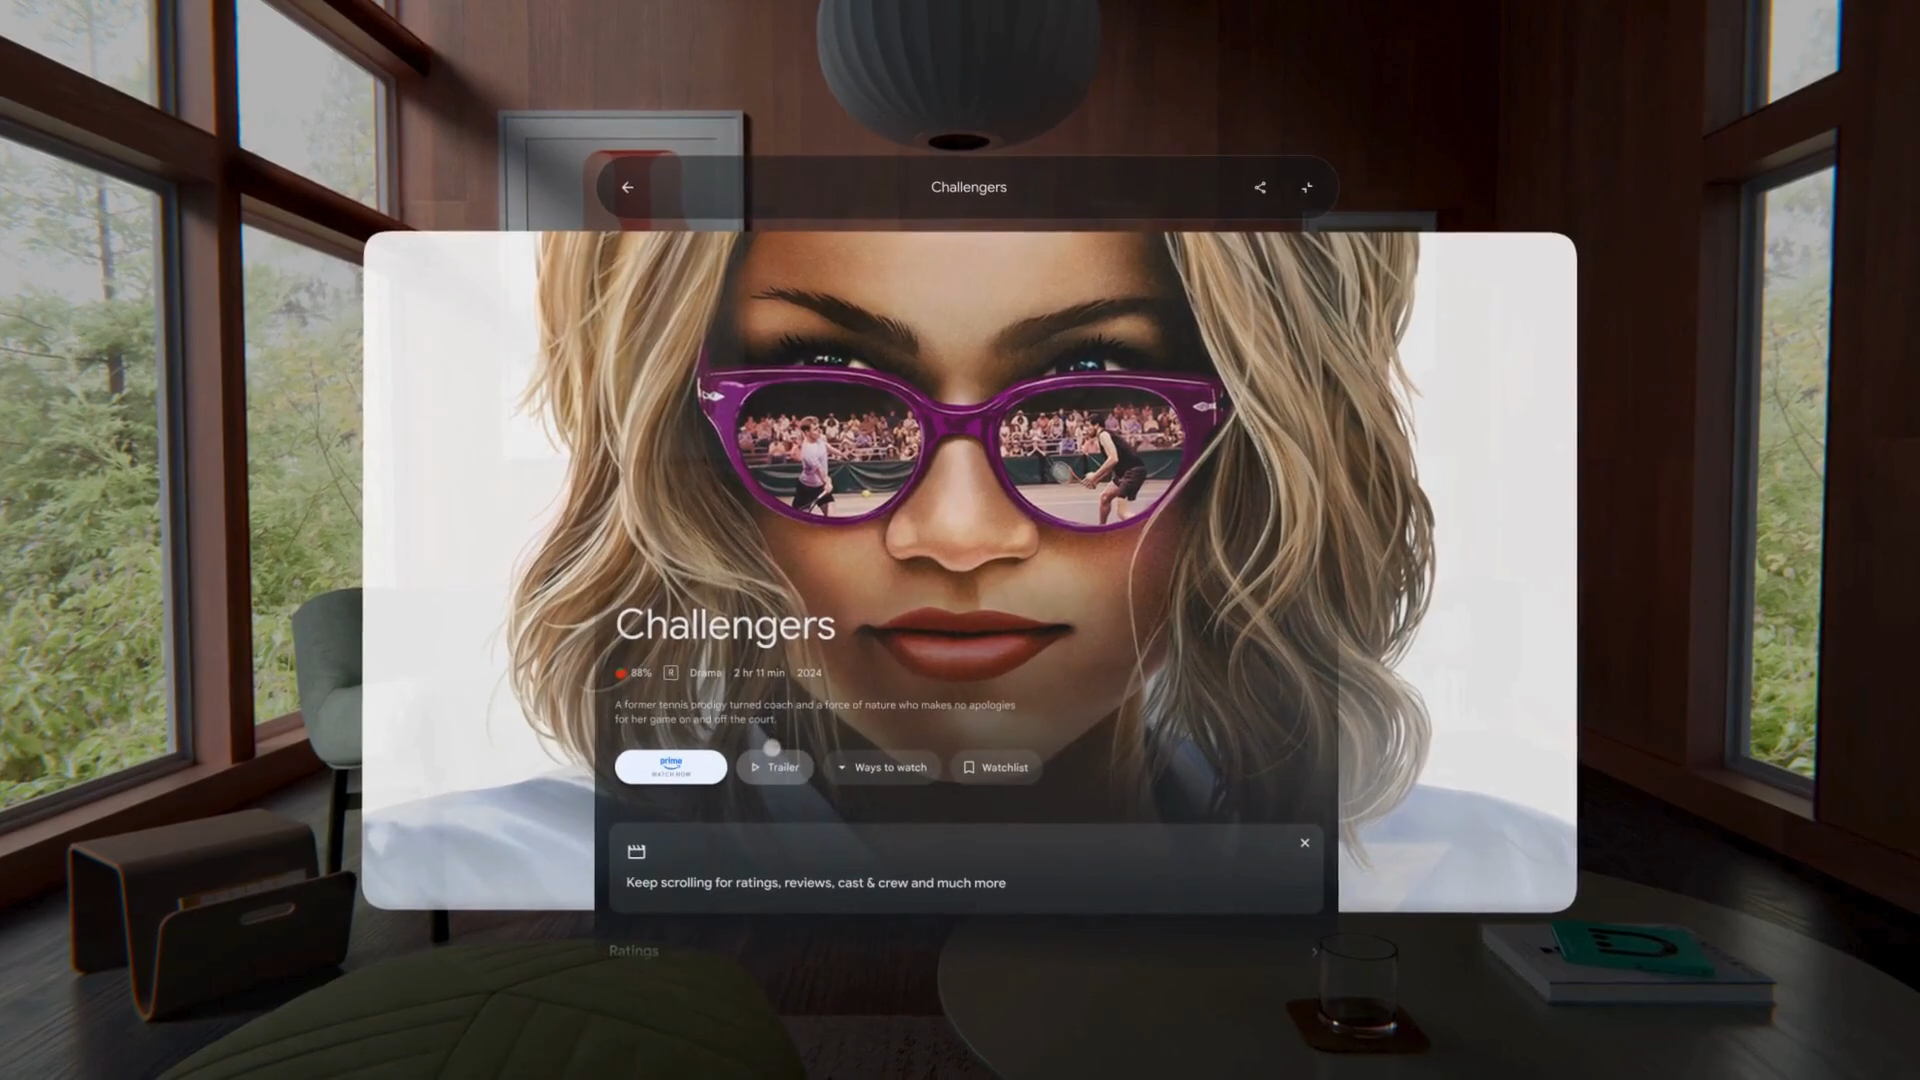 Challengers
Challengers
88% R Drama 2 hr 11 min 2024
A former tennis prodigy turned coach and a force of nature who makes no apologies
for her game on and off the court.
prime
WATCH NOW
Trailer
Ways to watch
Watchlist
Keep scrolling for ratings, reviews, cast & crew and much more
Ratings